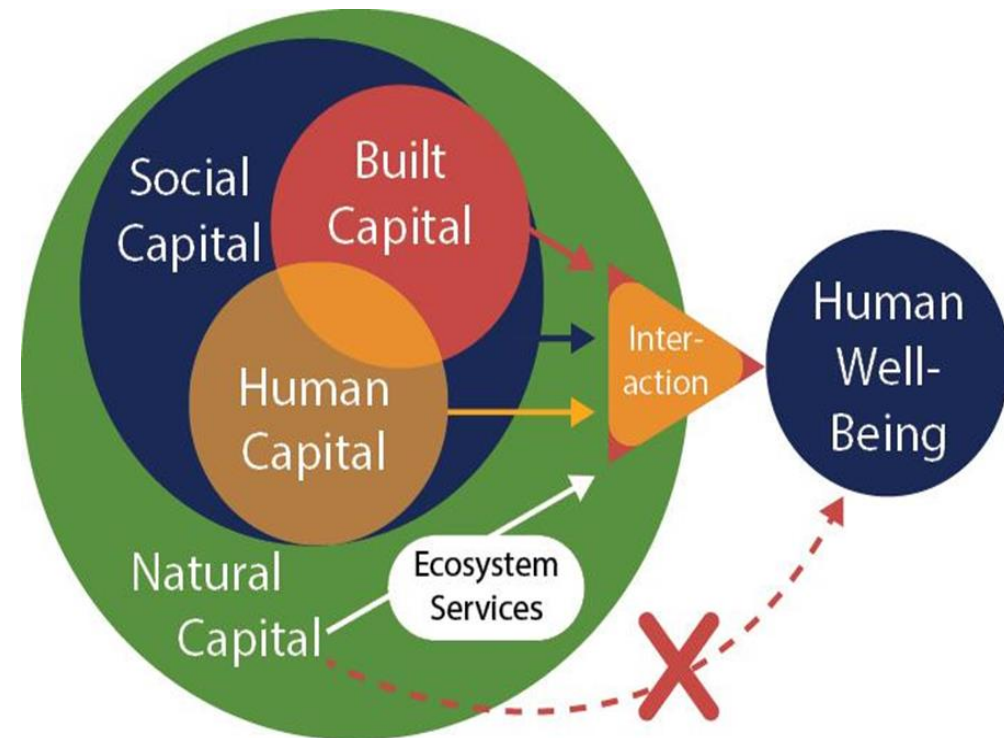 Social
Capital
Built
Capital
Human
Capital
Inter-
action
Human
Well-
Being
Natural
Capital
Ecosystem
Services